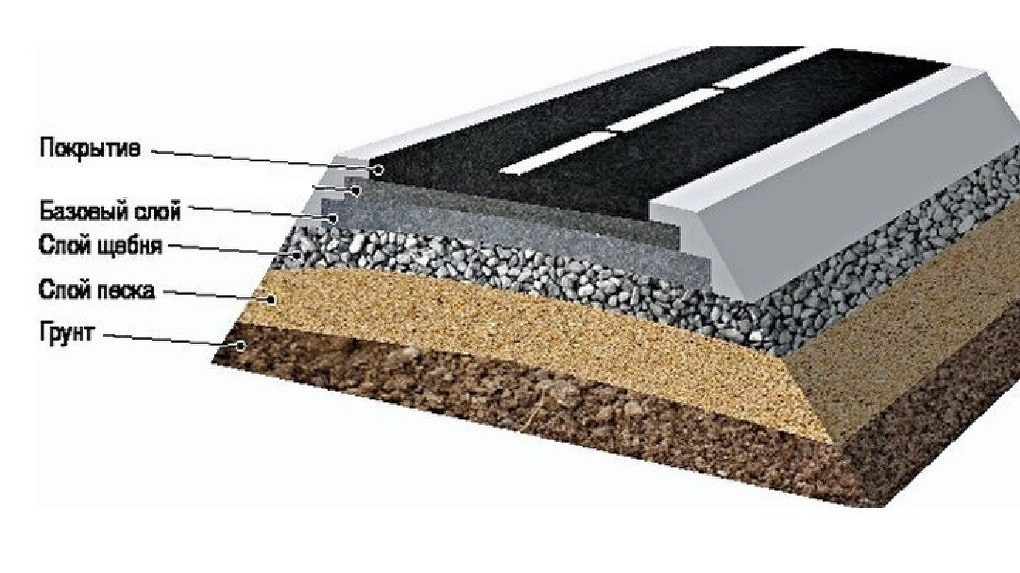 Покрытие
Базовый слой
Слой щебня
Слой песка
Грунт